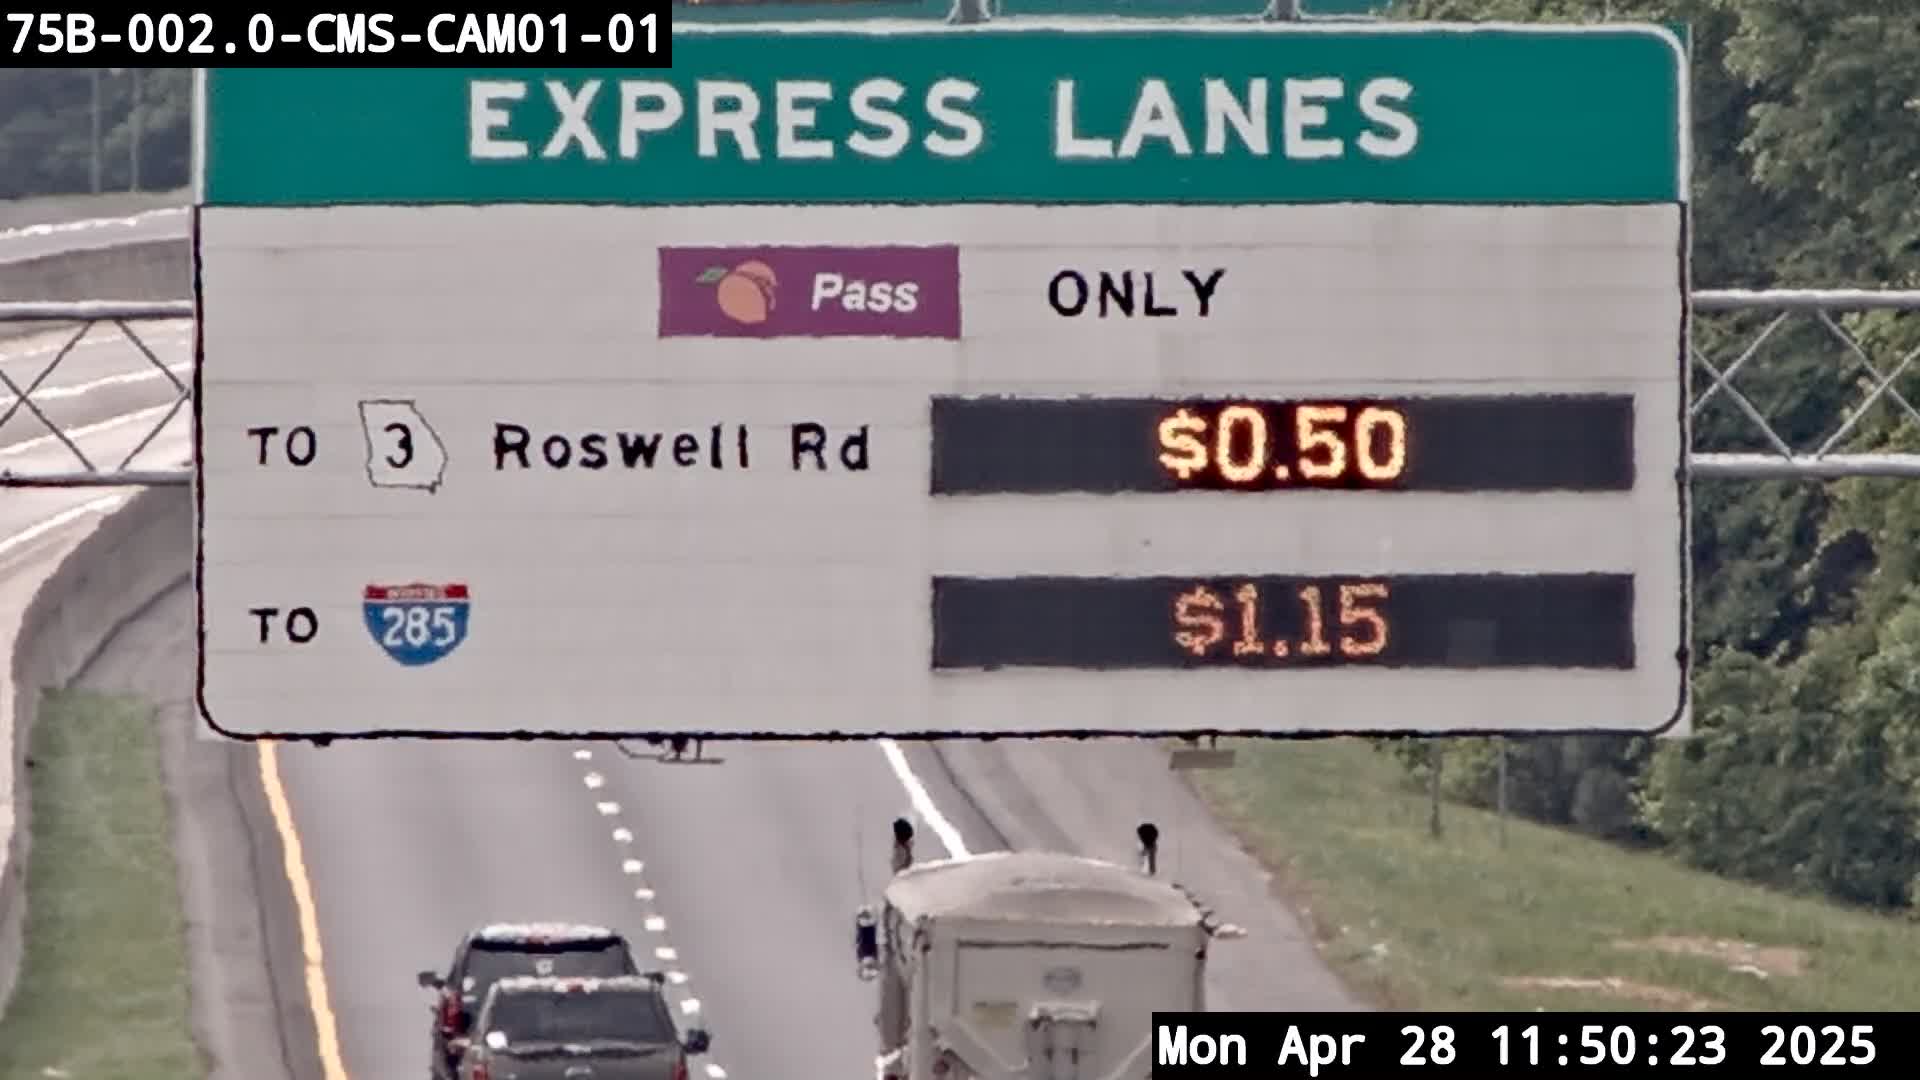 75B-002.0-CMS-CAM01-01
EXPRESS LANES
Pass ONLY
TO 3 Roswell Rd $0.50
TO 285 $1.15
Mon Apr 28 11:50:23 2025